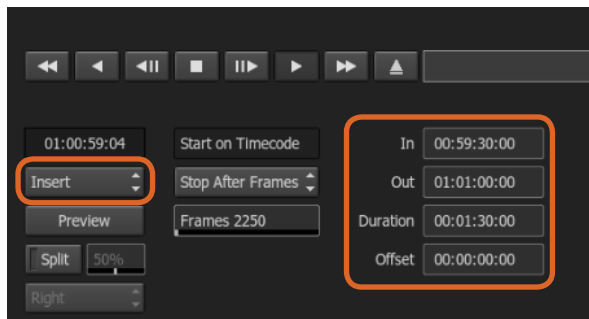 01:00:59:04 Start on Timecode In 00:59:30:00
Insert Stop After Frames Out 01:01:00:00
Preview Frames 2250 Duration 00:01:30:00
Split 50% Offset 00:00:00:00
Right